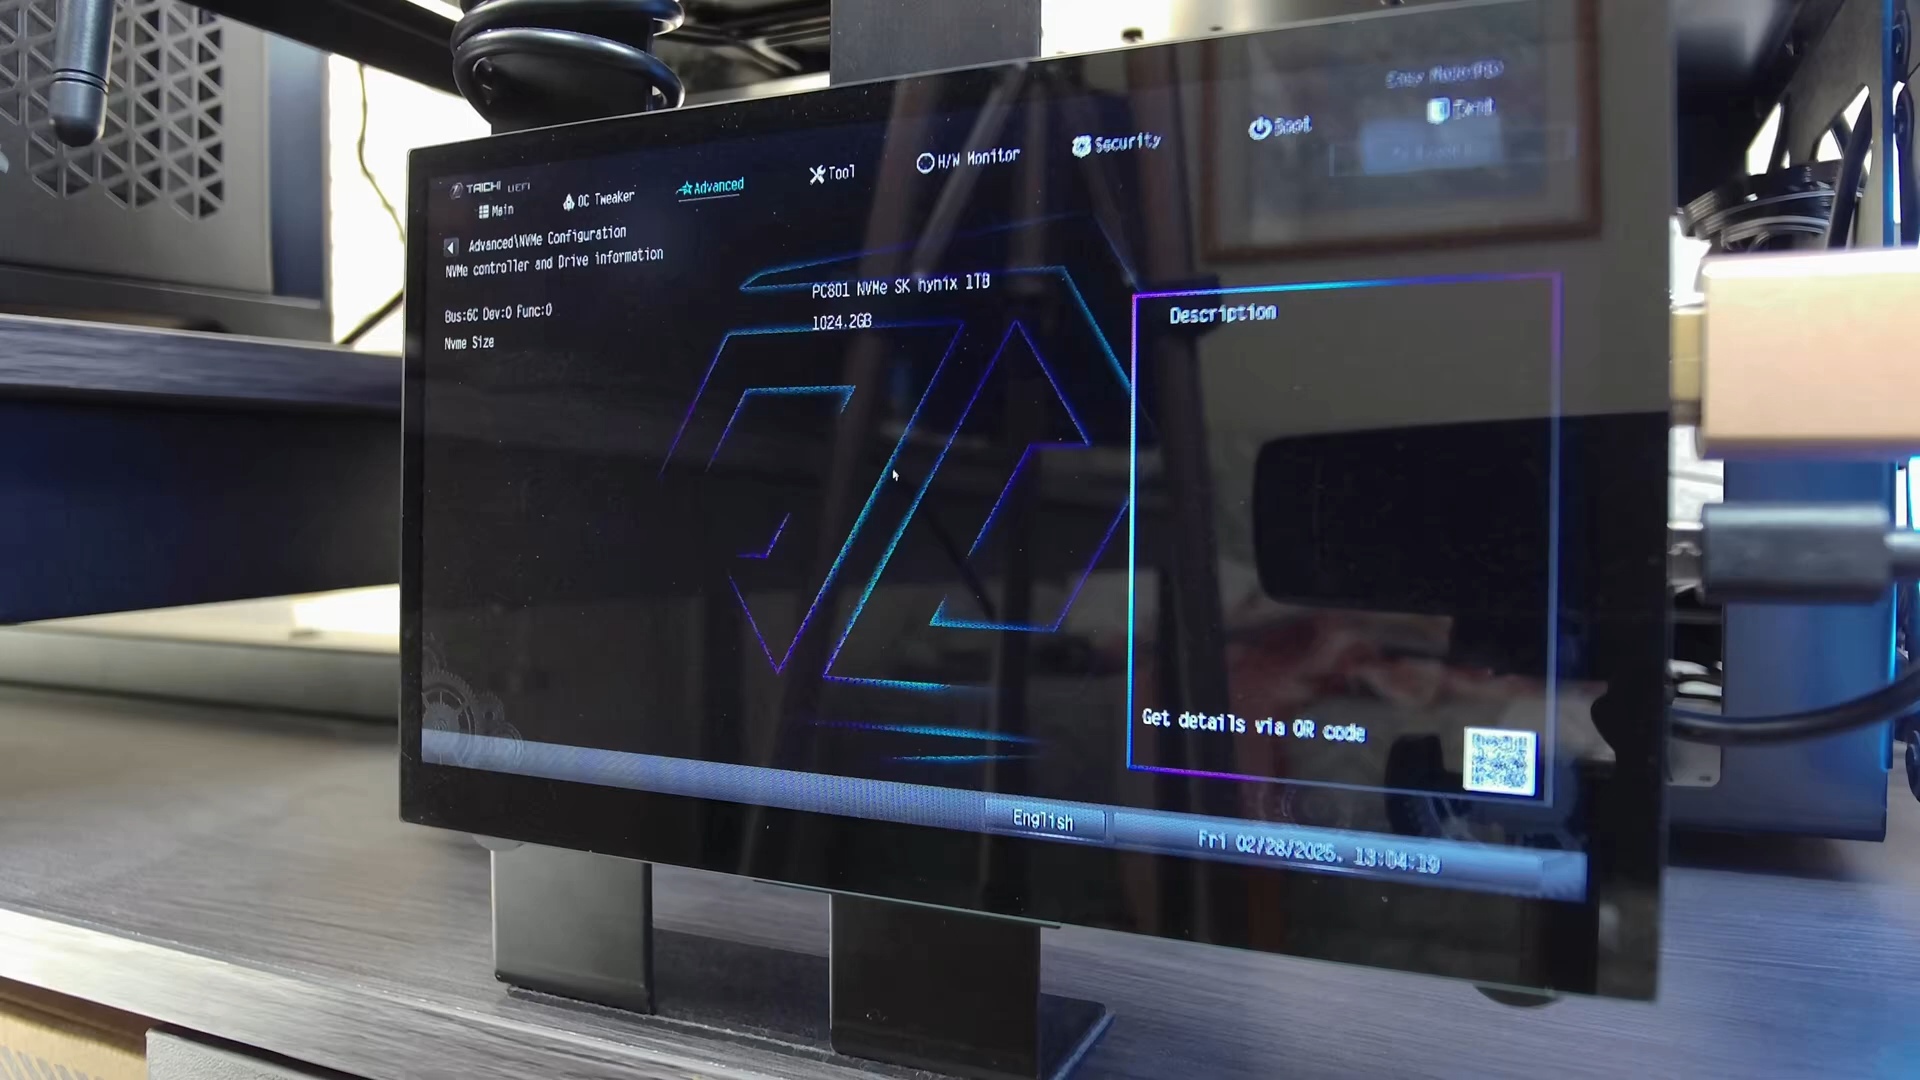 TAICHI UEFI
Main
OC Tweaker
Advanced
Tool
H/W Monitor
Security
Boot
Advanced\NVMe Configuration
NVMe controller and Drive information
Bus:6C Dev:0 Func:0
PC801 NVMe SK hynix 1TB
Nvme Size
1024.2GB
Description
Get details via QR code
English
Fri 02/28/2025, 13:04:19